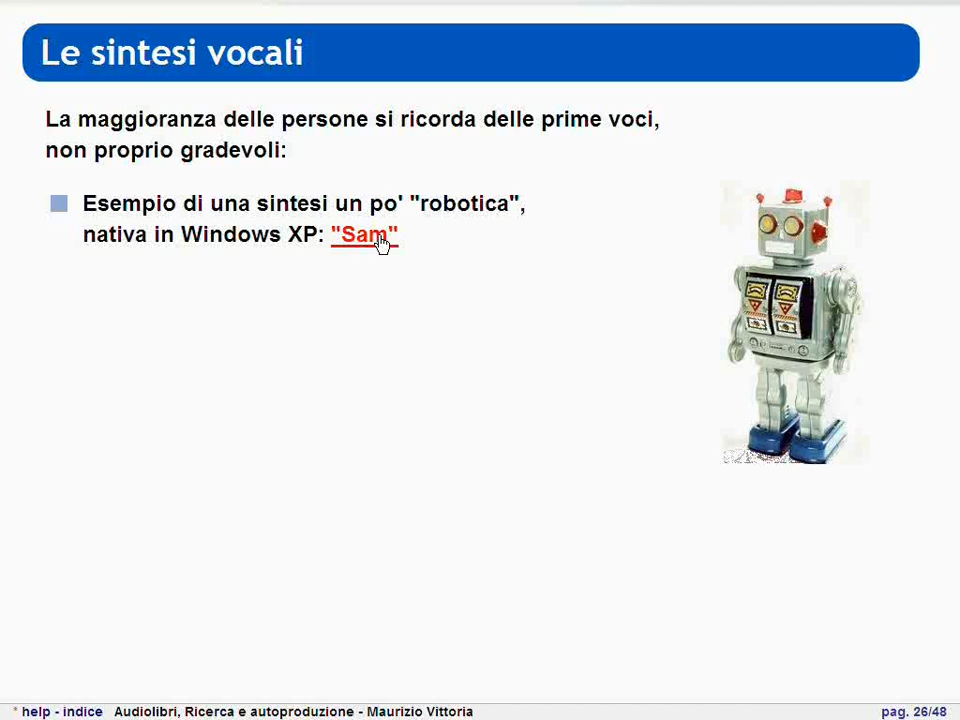 Le sintesi vocali
La maggioranza delle persone si ricorda delle prime voci,
non proprio gradevoli:
Esempio di una sintesi un po' "robotica",
nativa in Windows XP: "Sam"
* help - indice Audiolibri, Ricerca e autoproduzione - Maurizio Vittoria pag. 26/48